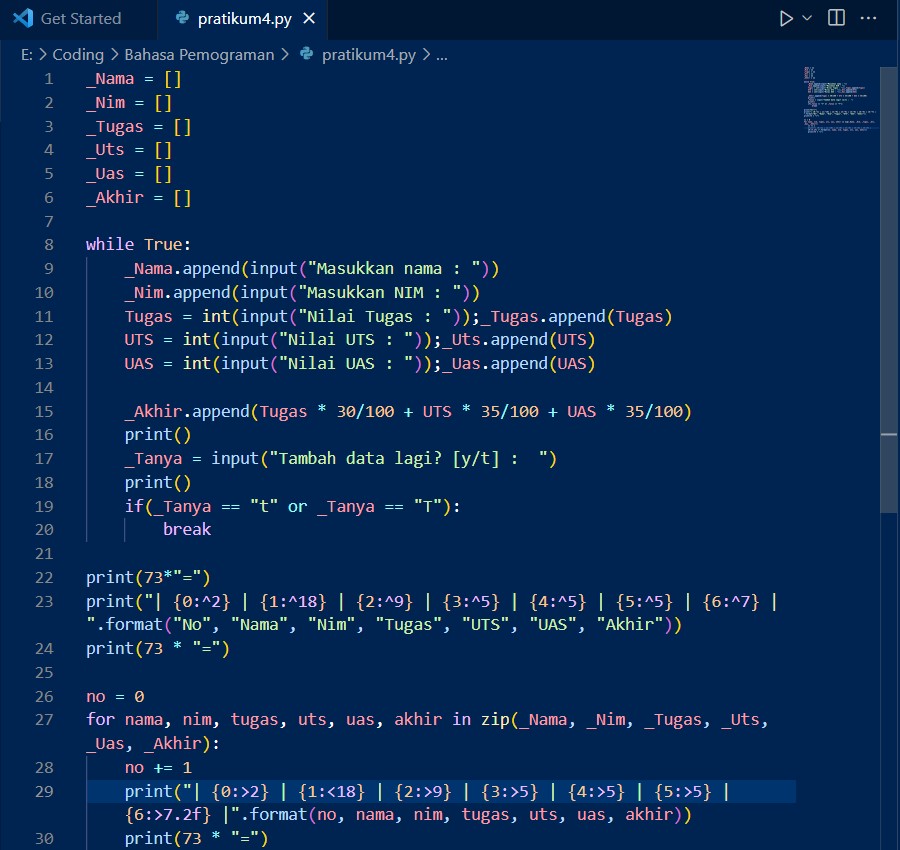 Get Started pratikum4.py
E: > Coding > Bahasa Pemograman > pratikum4.py > ...
1 _Nama = []
2 _Nim = []
3 _Tugas = []
4 _Uts = []
5 _Uas = []
6 _Akhir = []
7
8 while True:
9 _Nama.append(input("Masukkan nama : "))
10 _Nim.append(input("Masukkan NIM : "))
11 Tugas = int(input("Nilai Tugas : "));_Tugas.append(Tugas)
12 UTS = int(input("Nilai UTS : "));_Uts.append(UTS)
13 UAS = int(input("Nilai UAS : "));_Uas.append(UAS)
14
15 _Akhir.append(Tugas * 30/100 + UTS * 35/100 + UAS * 35/100)
16 print()
17 _Tanya = input("Tambah data lagi? [y/t] :  ")
18 print()
19 if(_Tanya == "t" or _Tanya == "T"):
20 break
21
22 print(73*"=")
23 print("| {0:^2} | {1:^18} | {2:^9} | {3:^5} | {4:^5} | {5:^5} | {6:^7} |
".format("No", "Nama", "Nim", "Tugas", "UTS", "UAS", "Akhir"))
24 print(73 * "=")
25
26 no = 0
27 for nama, nim, tugas, uts, uas, akhir in zip(_Nama, _Nim, _Tugas, _Uts,
_Uas, _Akhir):
28 no += 1
29 print("| {0:>2} | {1:<18} | {2:>9} | {3:>5} | {4:>5} | {5:>5} |
{6:>7.2f} |".format(no, nama, nim, tugas, uts, uas, akhir))
30 print(73 * "=")